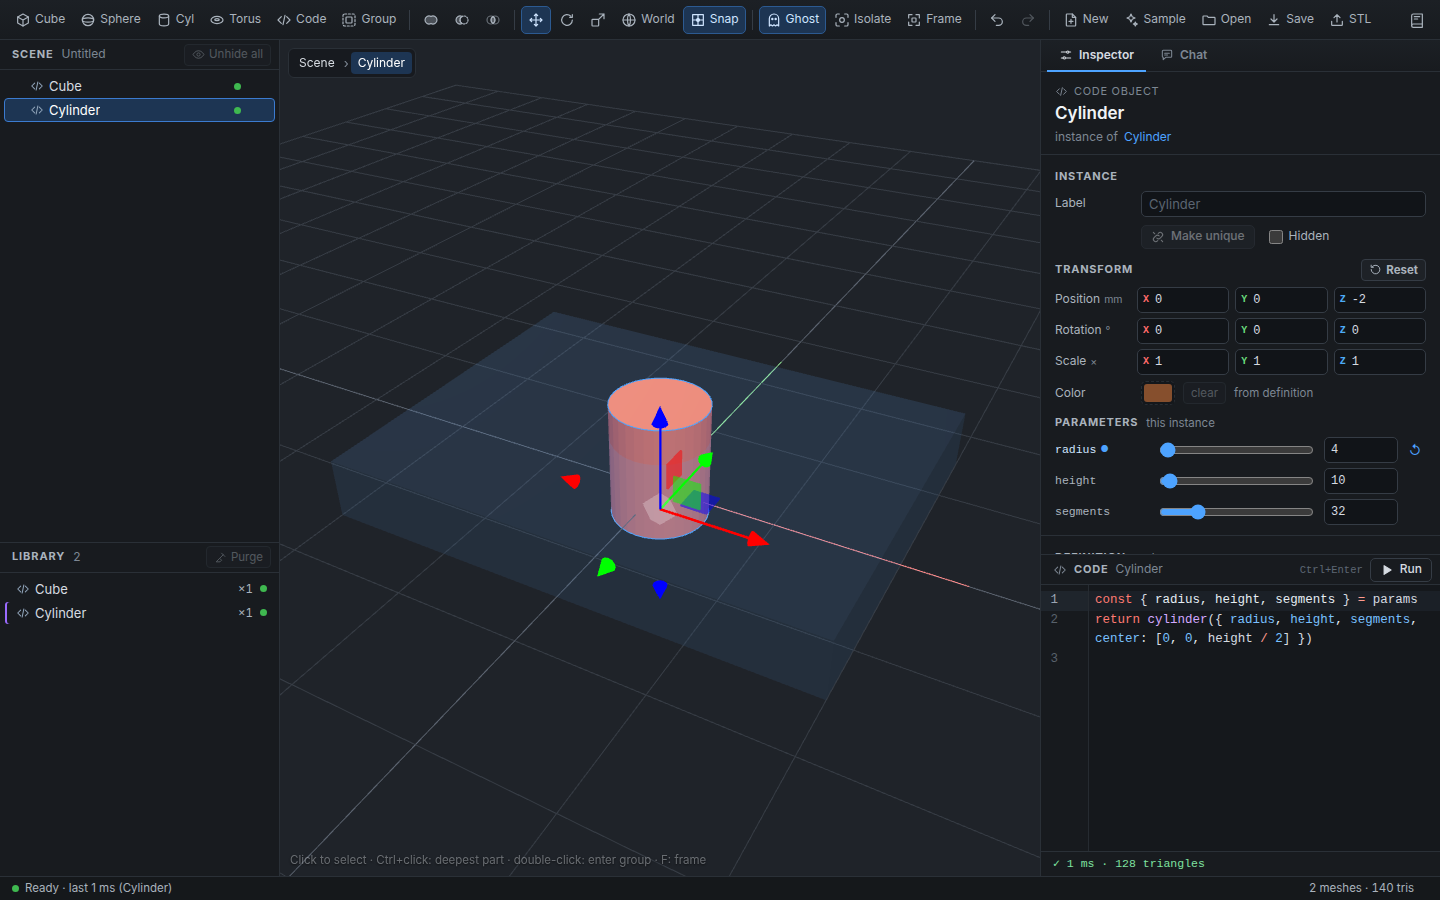 Cube Sphere Cyl Torus Code Group World Snap Ghost Isolate Frame New Sample Open Save STL
SCENE Untitled Unhide all
Cube
Cylinder
LIBRARY 2 Purge
Cube ×1
Cylinder ×1
Scene › Cylinder
Click to select · Ctrl+click: deepest part · double-click: enter group · F: frame
Inspector Chat
CODE OBJECT
Cylinder
instance of Cylinder
INSTANCE
Label Cylinder
Make unique Hidden
TRANSFORM Reset
Position mm X 0 Y 0 Z -2
Rotation ° X 0 Y 0 Z 0
Scale × X 1 Y 1 Z 1
Color clear from definition
PARAMETERS this instance
radius 4
height 10
segments 32
CODE Cylinder Ctrl+Enter Run
1 const { radius, height, segments } = params
2 return cylinder({ radius, height, segments,
center: [0, 0, height / 2] })
3
✓ 1 ms · 128 triangles
Ready · last 1 ms (Cylinder) 2 meshes · 140 tris